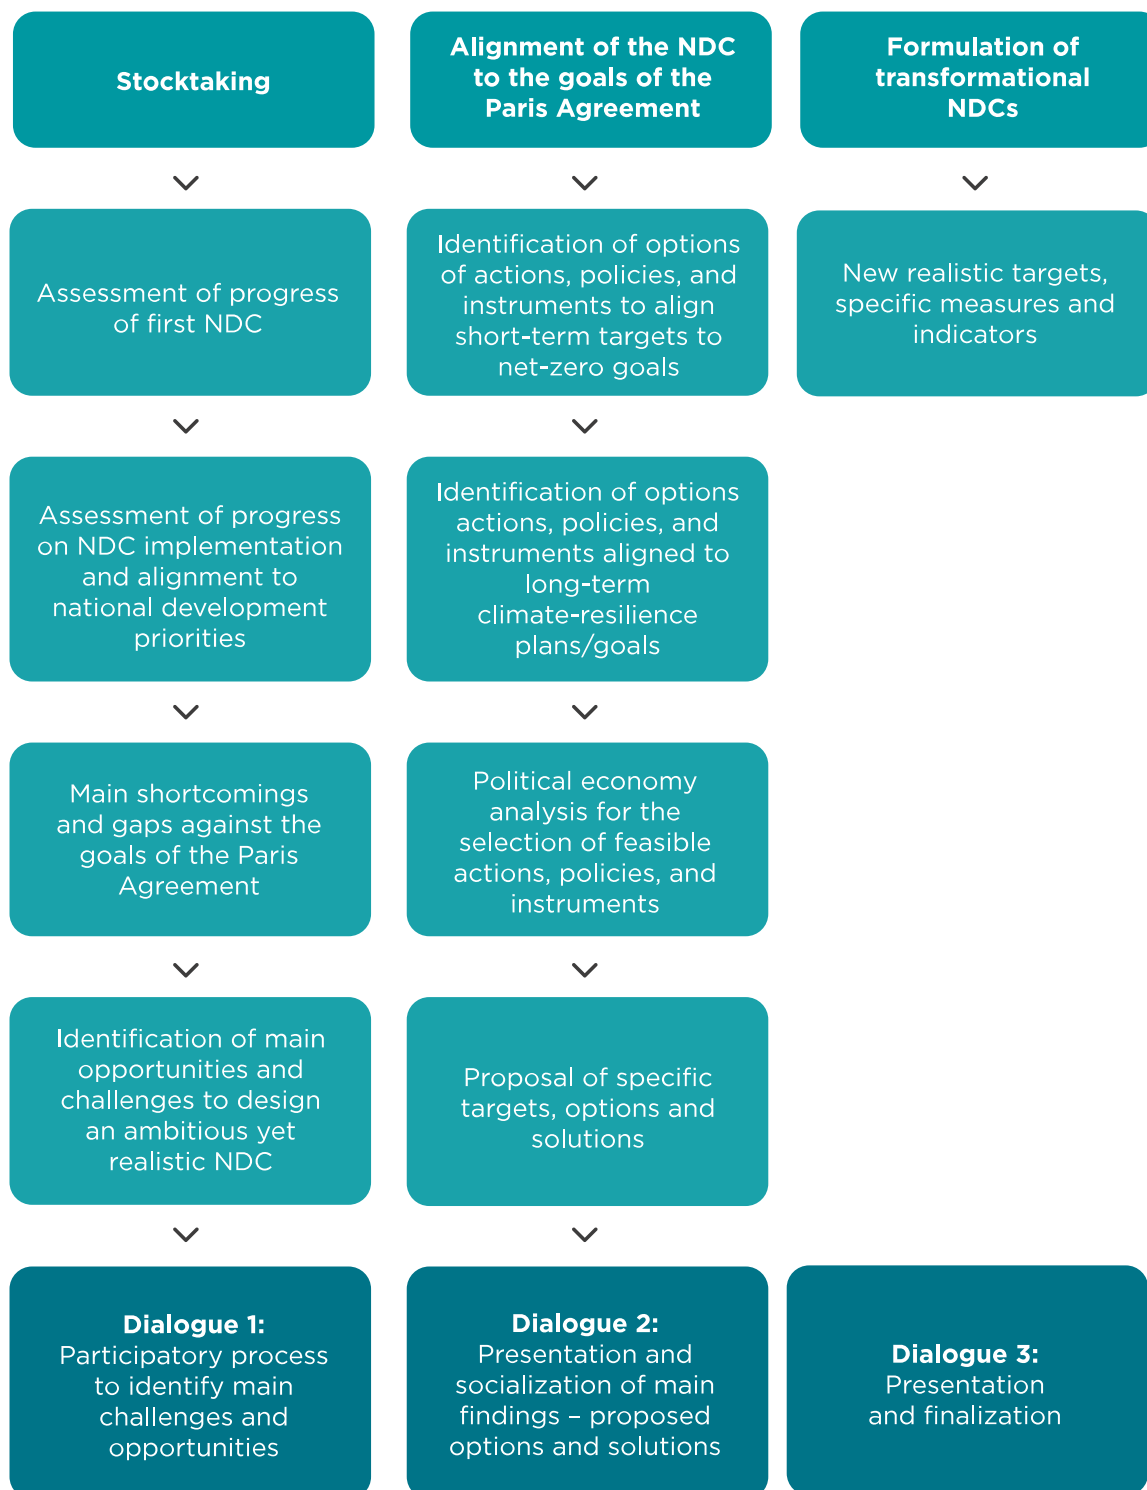 Stocktaking
Assessment of progress
of first NDC
Assessment of progress
on NDC implementation
and alignment to
national development
priorities
Main shortcomings
and gaps against the
goals of the Paris
Agreement
Identification of main
opportunities and
challenges to design
an ambitious yet
realistic NDC
Dialogue 1:
Participatory process
to identify main
challenges and
opportunities
Alignment of the NDC
to the goals of the
Paris Agreement
Identification of options
of actions, policies, and
instruments to align
short-term targets to
net-zero goals
Identification of options
actions, policies, and
instruments aligned to
long-term
climate-resilience
plans/goals
Political economy
analysis for the
selection of feasible
actions, policies, and
instruments
Proposal of specific
targets, options and
solutions
Dialogue 2:
Presentation and
socialization of main
findings – proposed
options and solutions
Formulation of
transformational
NDCs
New realistic targets,
specific measures and
indicators
Dialogue 3:
Presentation
and finalization